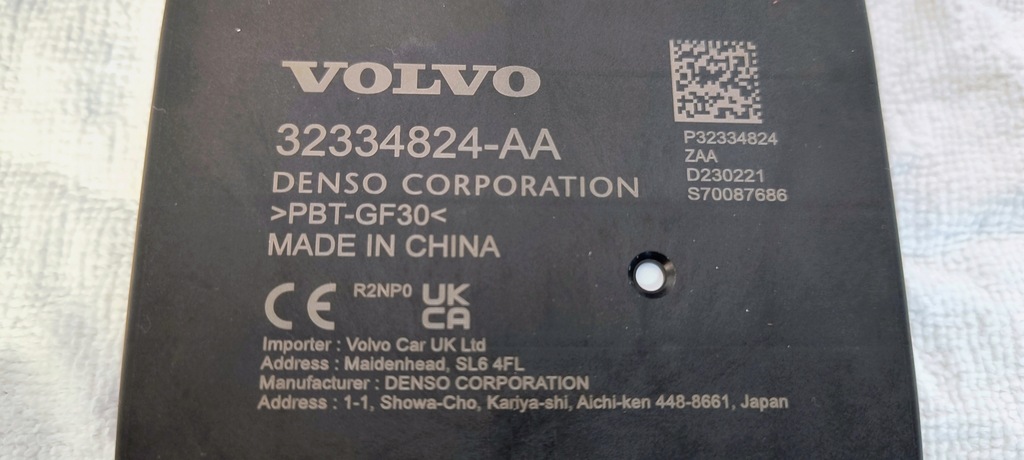 VOLVO
32334824-AA
DENSO CORPORATION
>PBT-GF30<
MADE IN CHINA
P32334824
ZAA
D230221
S70087686
CE R2NP0 UK
CA
Importer : Volvo Car UK Ltd
Address : Maidenhead, SL6 4FL
Manufacturer : DENSO CORPORATION
Address : 1-1, Showa-Cho, Kariya-shi, Aichi-ken 448-8661, Japan